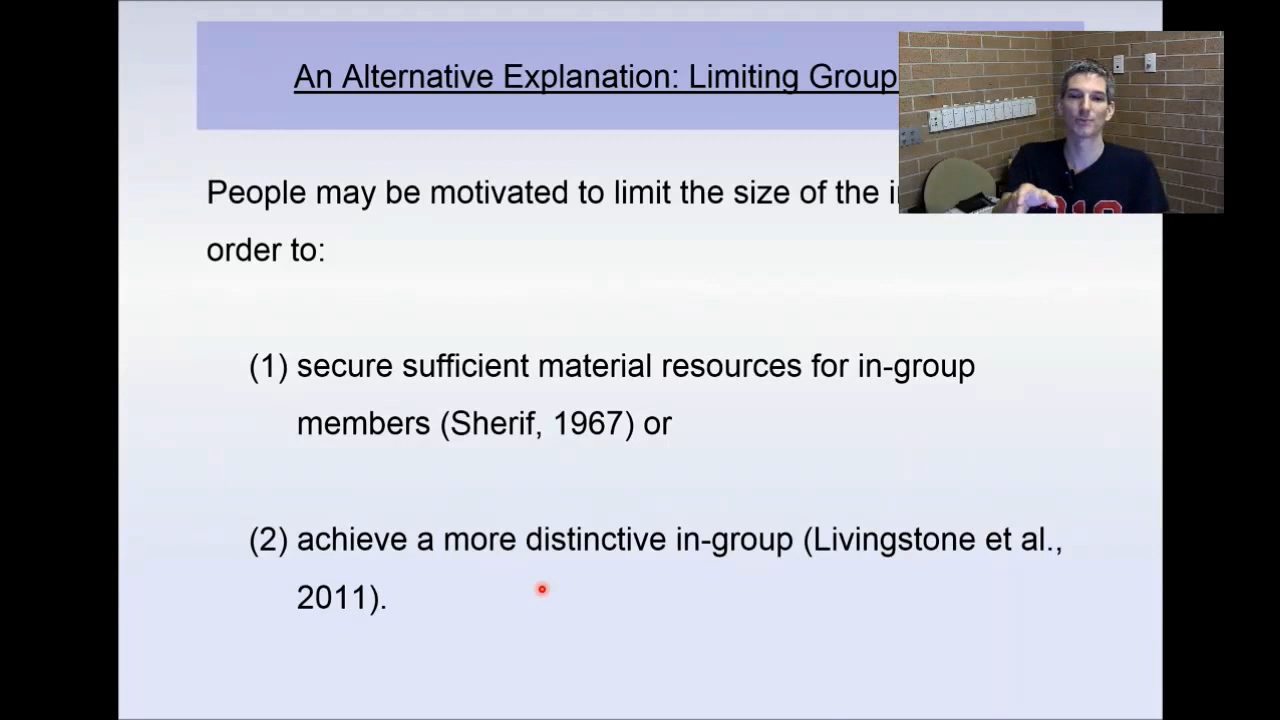 An Alternative Explanation: Limiting Group
People may be motivated to limit the size of the
order to:
(1) secure sufficient material resources for in-group
members (Sherif, 1967) or
(2) achieve a more distinctive in-group (Livingstone et al.,
2011).